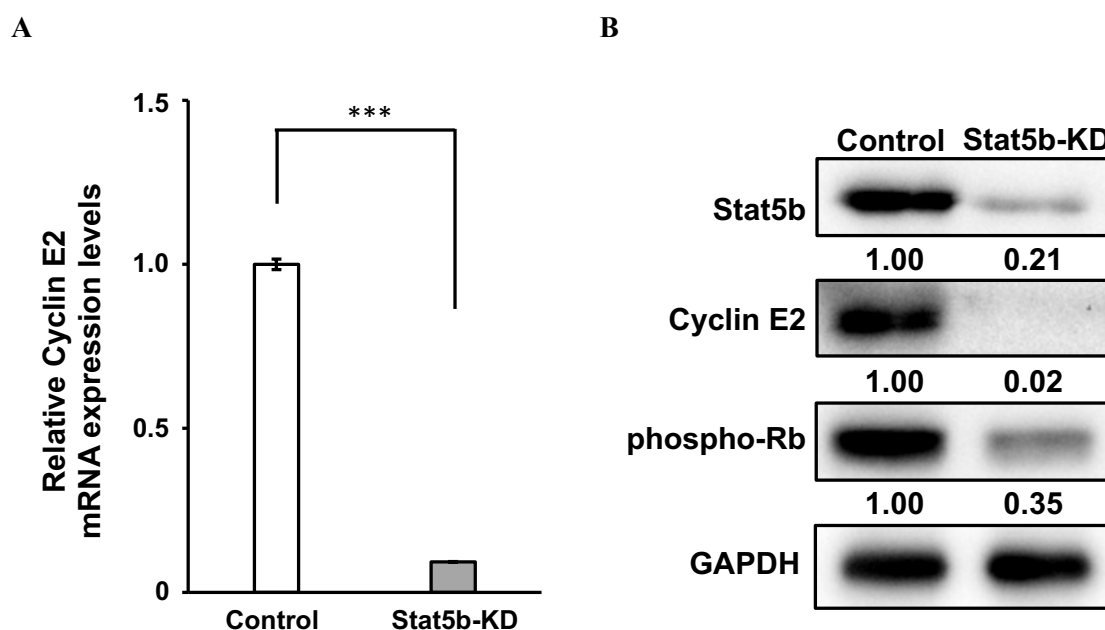 A
B
1.5
1.0
0.5
0
Relative Cyclin E2
mRNA expression levels
***
Control
Stat5b-KD
Control Stat5b-KD
Stat5b
1.00 0.21
Cyclin E2
1.00 0.02
phospho-Rb
1.00 0.35
GAPDH